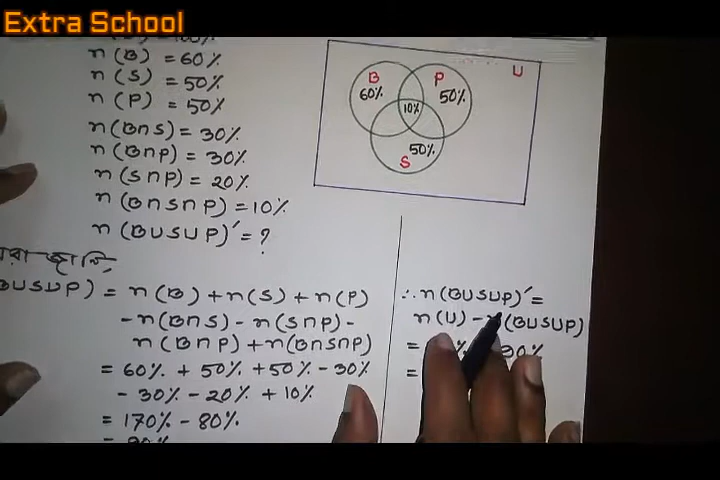 Extra School
n(B) = 60%
n(S) = 50%
n(P) = 50%
n(B∩S) = 30%
n(B∩P) = 30%
n(S∩P) = 20%
n(B∩S∩P) = 10%
n(B∪S∪P)′ = ?
B
P
U
60%
50%
10%
50%
S
জানি,
B∪S∪P) = n(B) + n(S) + n(P)
- n(B∩S) - n(S∩P) -
n(B∩P) + n(B∩S∩P)
= 60% + 50% + 50% - 30%
- 30% - 20% + 10%
= 170% - 80%
∴ n(B∪S∪P)′ =
n(U) - n(B∪S∪P)
=
=